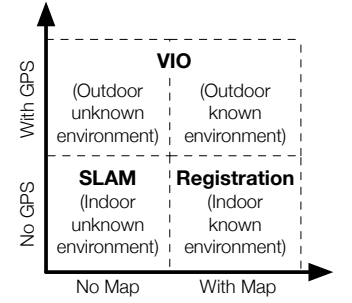 With GPS
No GPS
VIO
(Outdoor
unknown
environment)
(Outdoor
known
environment)
SLAM
(Indoor
unknown
environment)
Registration
(Indoor
known
environment)
No Map
With Map